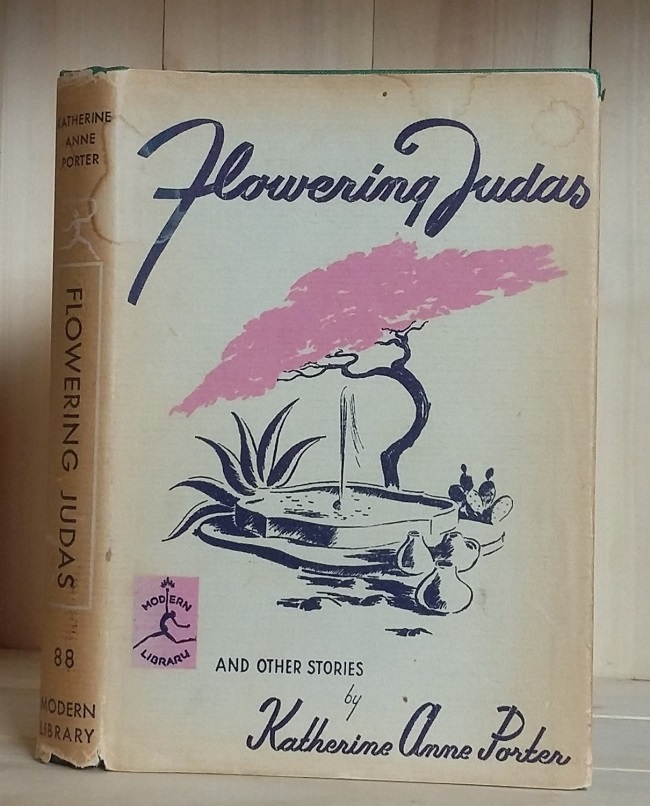 KATHERINE
ANNE
PORTER
FLOWERING JUDAS
88
MODERN
LIBRARY
Flowering Judas
MODERN
LIBRARY
AND OTHER STORIES
by
Katherine Anne Porter